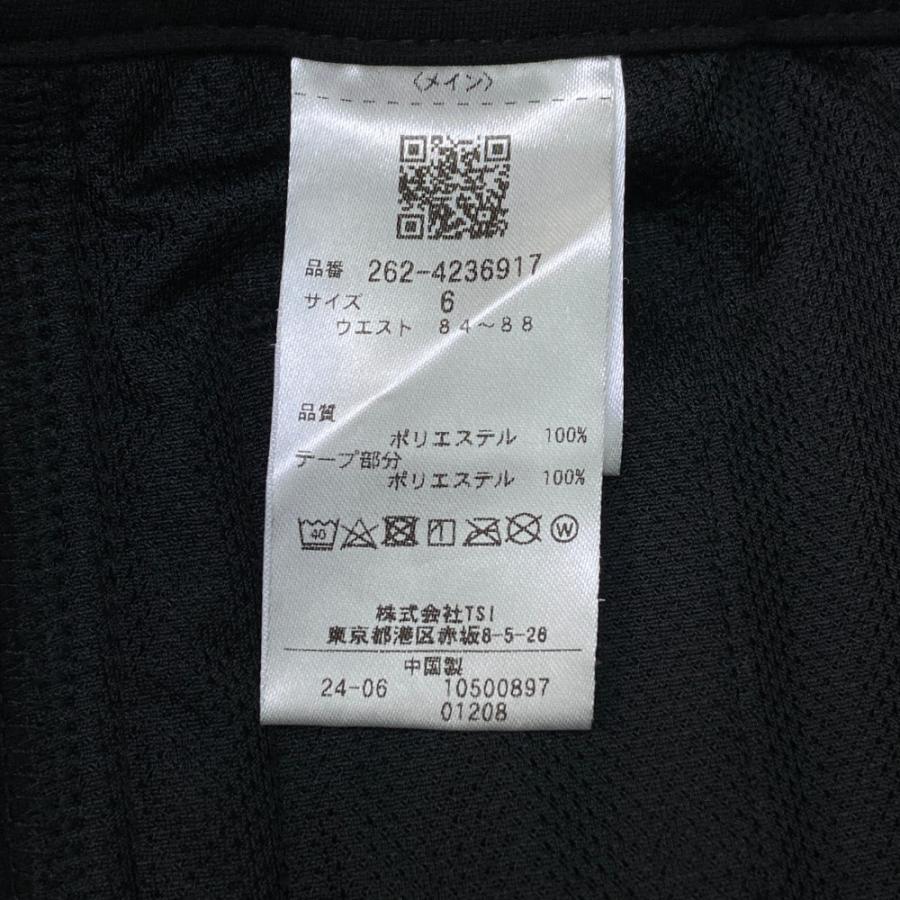 〈メイン〉
品番 262-4236917
サイズ 6
ウエスト 84～88
品質
ポリエステル 100%
テープ部分
ポリエステル 100%
40 W
株式会社TSI
東京都港区赤坂8-5-26
中国製
24-06 10500897
01208